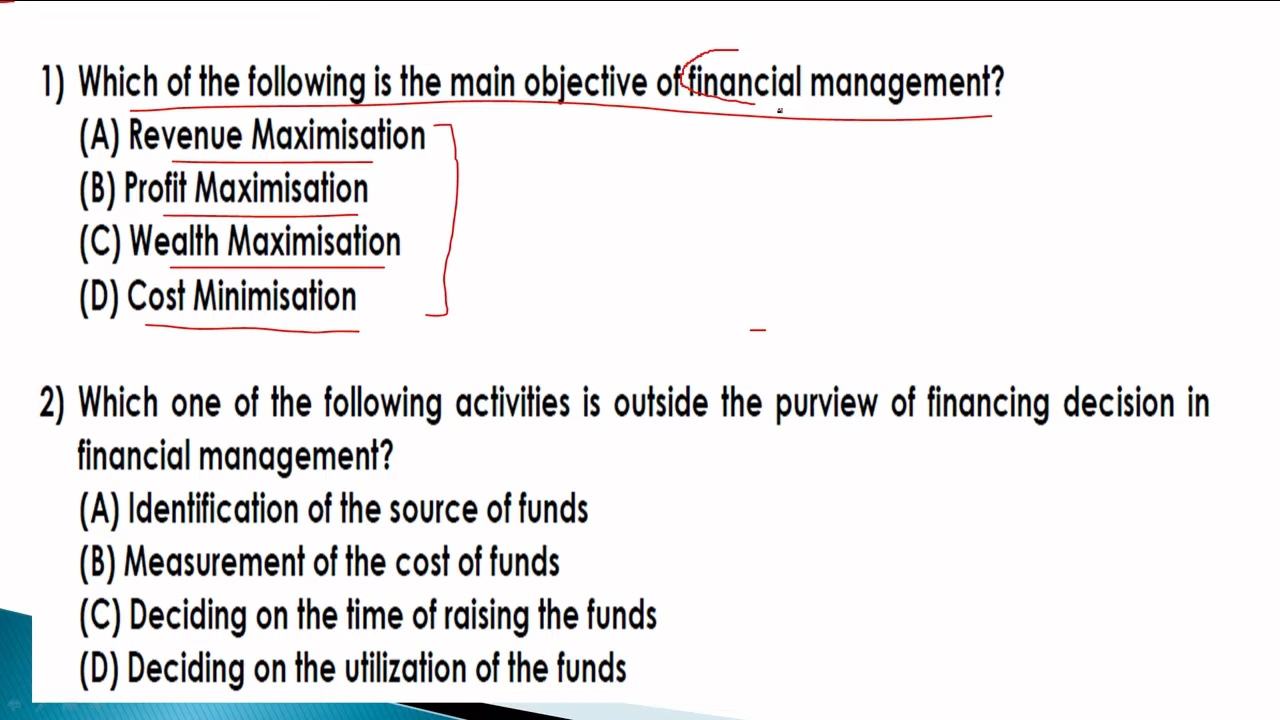 1) Which of the following is the main objective of financial management?
(A) Revenue Maximisation
(B) Profit Maximisation
(C) Wealth Maximisation
(D) Cost Minimisation
2) Which one of the following activities is outside the purview of financing decision in
financial management?
(A) Identification of the source of funds
(B) Measurement of the cost of funds
(C) Deciding on the time of raising the funds
(D) Deciding on the utilization of the funds